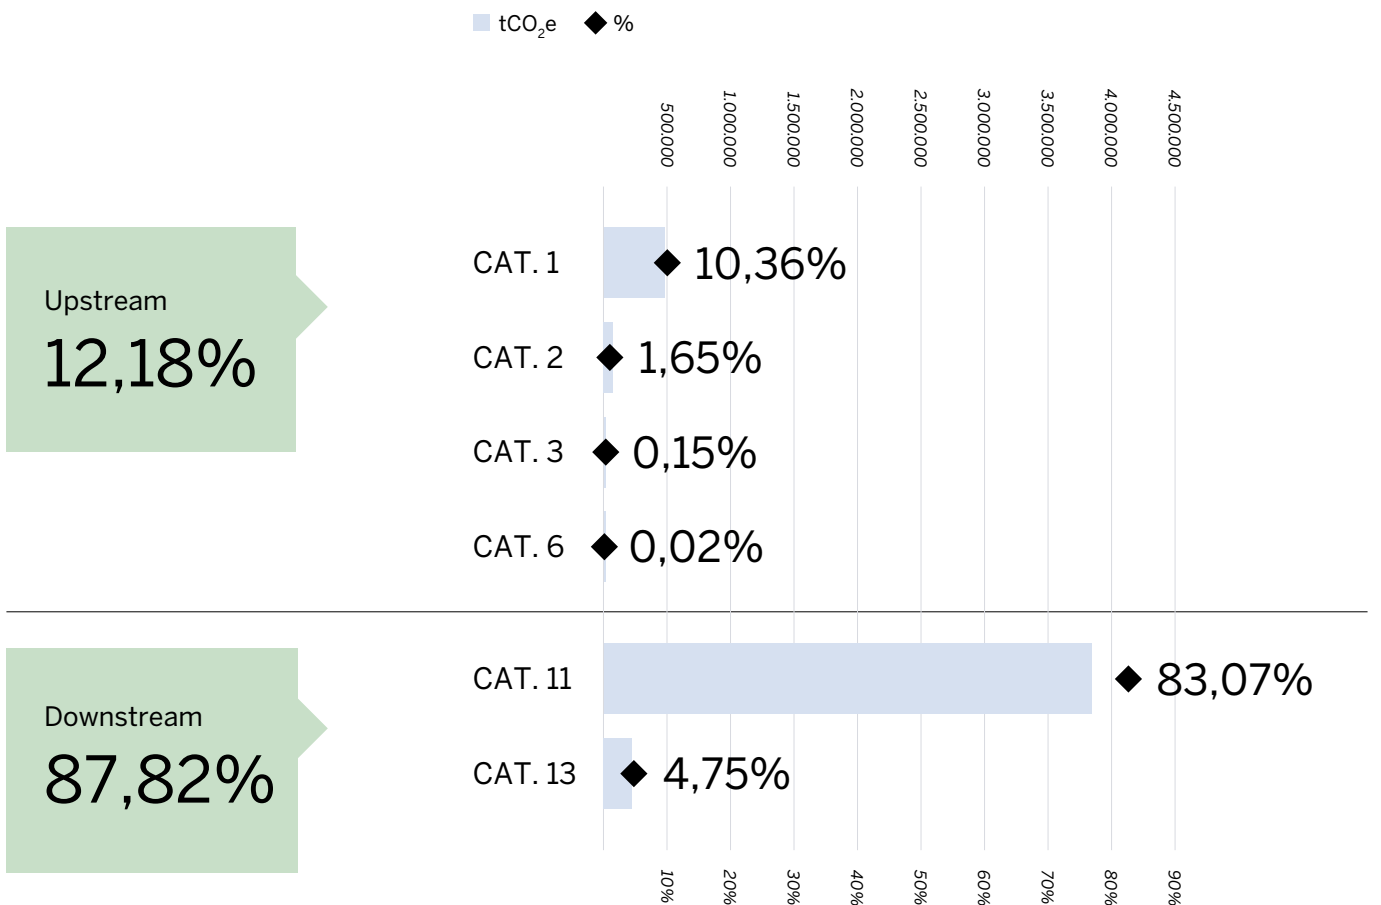 tCO2e %
500.000 1.000.000 1.500.000 2.000.000 2.500.000 3.000.000 3.500.000 4.000.000 4.500.000
Upstream
12,18%
CAT. 1 10,36%
CAT. 2 1,65%
CAT. 3 0,15%
CAT. 6 0,02%
Downstream
87,82%
CAT. 11 83,07%
CAT. 13 4,75%
10% 20% 30% 40% 50% 60% 70% 80% 90%